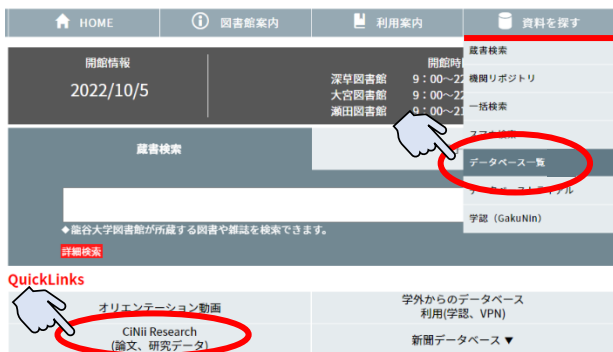 HOME
図書館案内
利用案内
資料を探す
開館情報
2022/10/5
開館時
深草図書館 9：00～22
大宮図書館 9：00～22
瀬田図書館 9：00～21
蔵書検索
機関リポジトリ
一括検索
データベース一覧
学認（GakuNin）
蔵書検索
◆龍谷大学図書館が所蔵する図書や雑誌を検索できます。
詳細検索
QuickLinks
オリエンテーション動画
学外からのデータベース
利用(学認、VPN)
CiNii Research
(論文、研究データ)
新聞データベース ▼